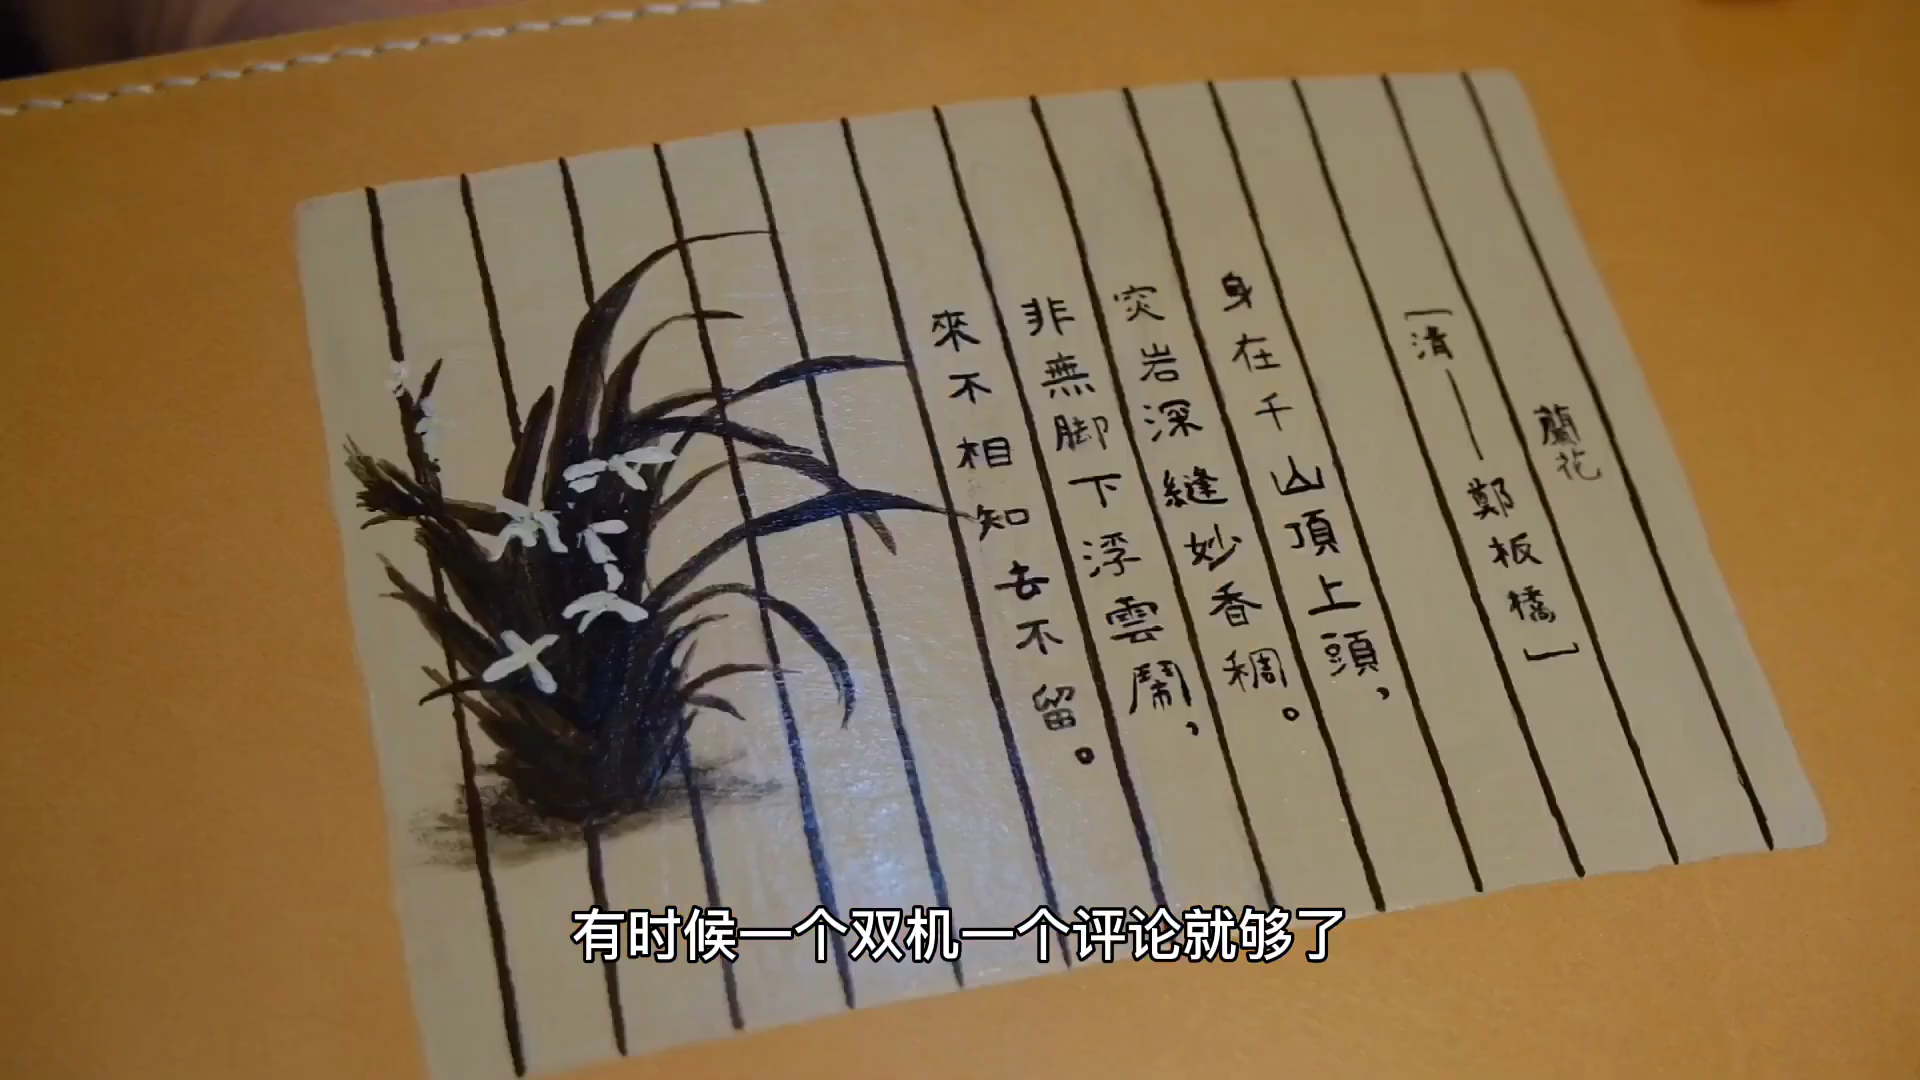 蘭花
[清——鄭板橋]
身在千山頂上頭，
突岩深縫妙香稠。
非無脚下浮雲鬧，
來不相知去不留。
有时候一个双机一个评论就够了